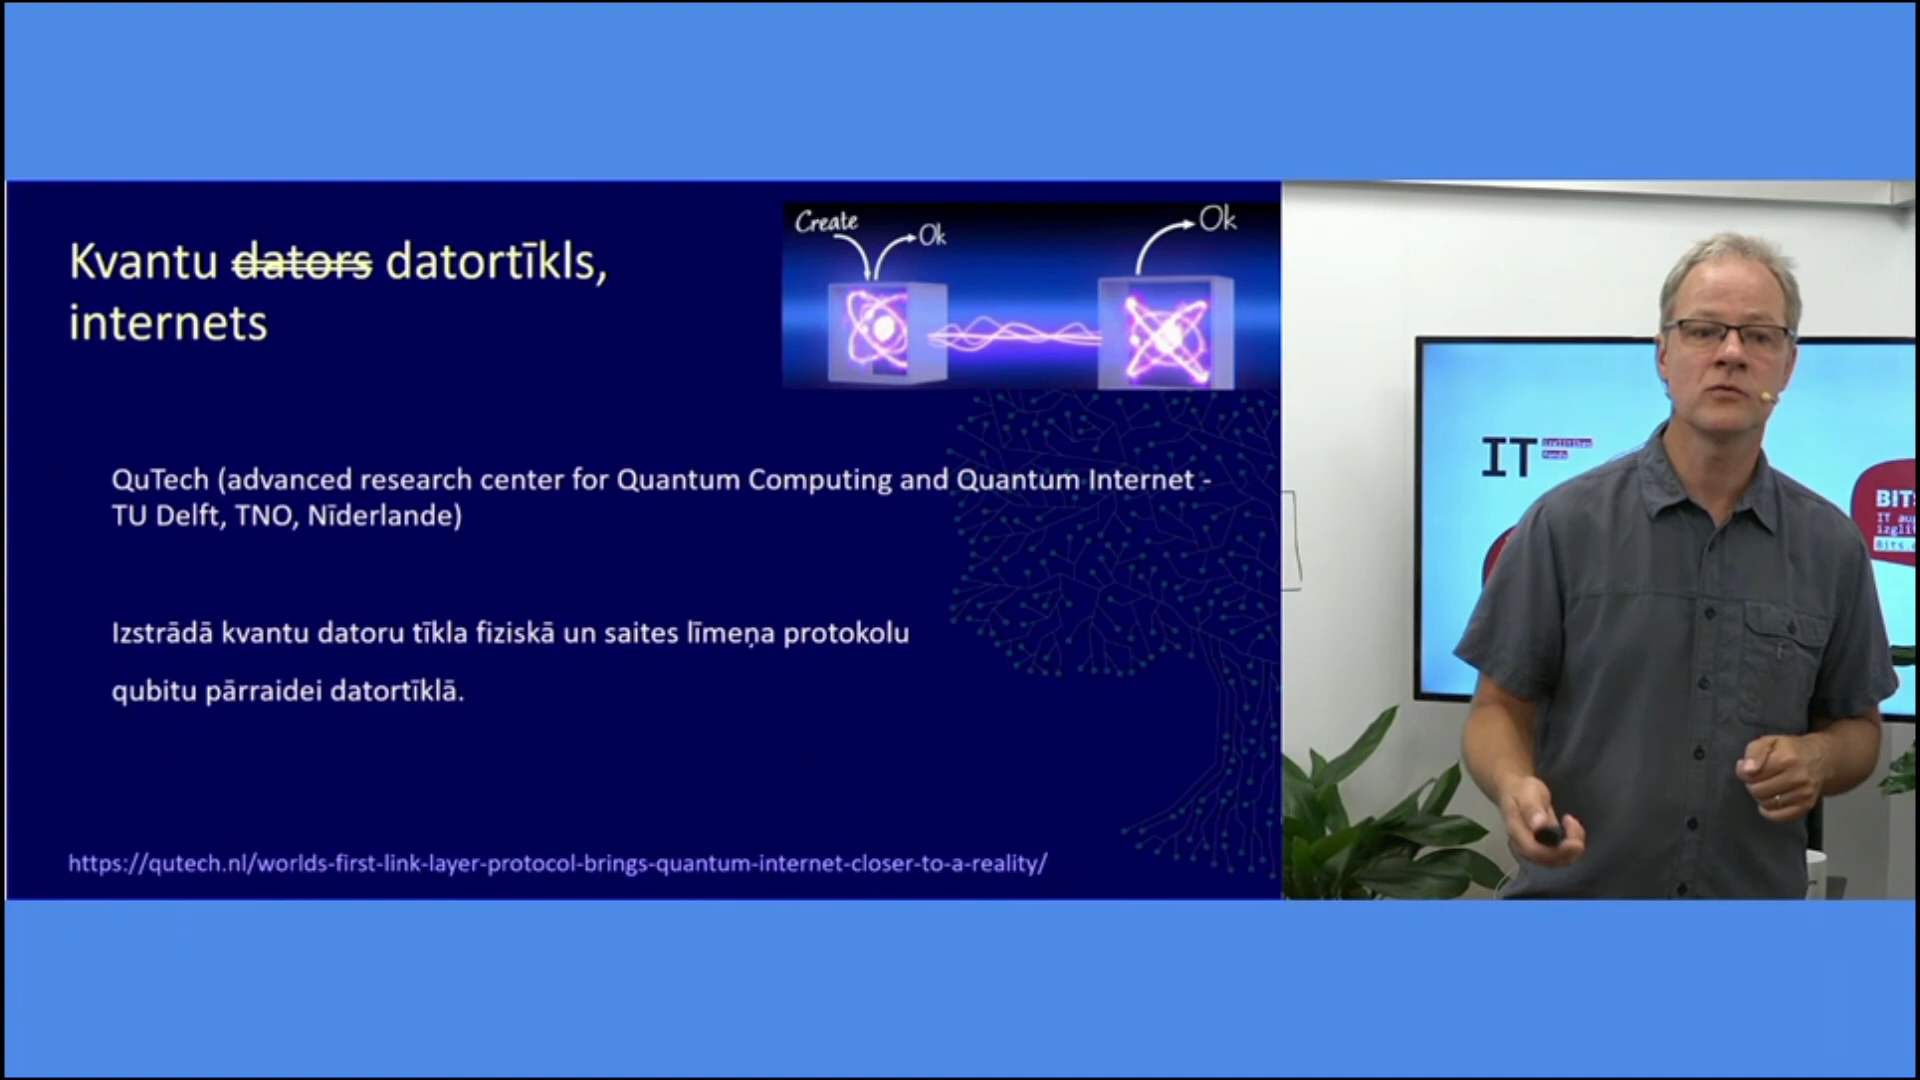 Create
Ok
Ok
Kvantu dators datortīkls,
internets
QuTech (advanced research center for Quantum Computing and Quantum Internet -
TU Delft, TNO, Nīderlande)
Izstrādā kvantu datoru tīkla fiziskā un saites līmeņa protokolu
qubitu pārraidei datortīklā.
https://qutech.nl/worlds-first-link-layer-protocol-brings-quantum-internet-closer-to-a-reality/
IT
BIT
IT